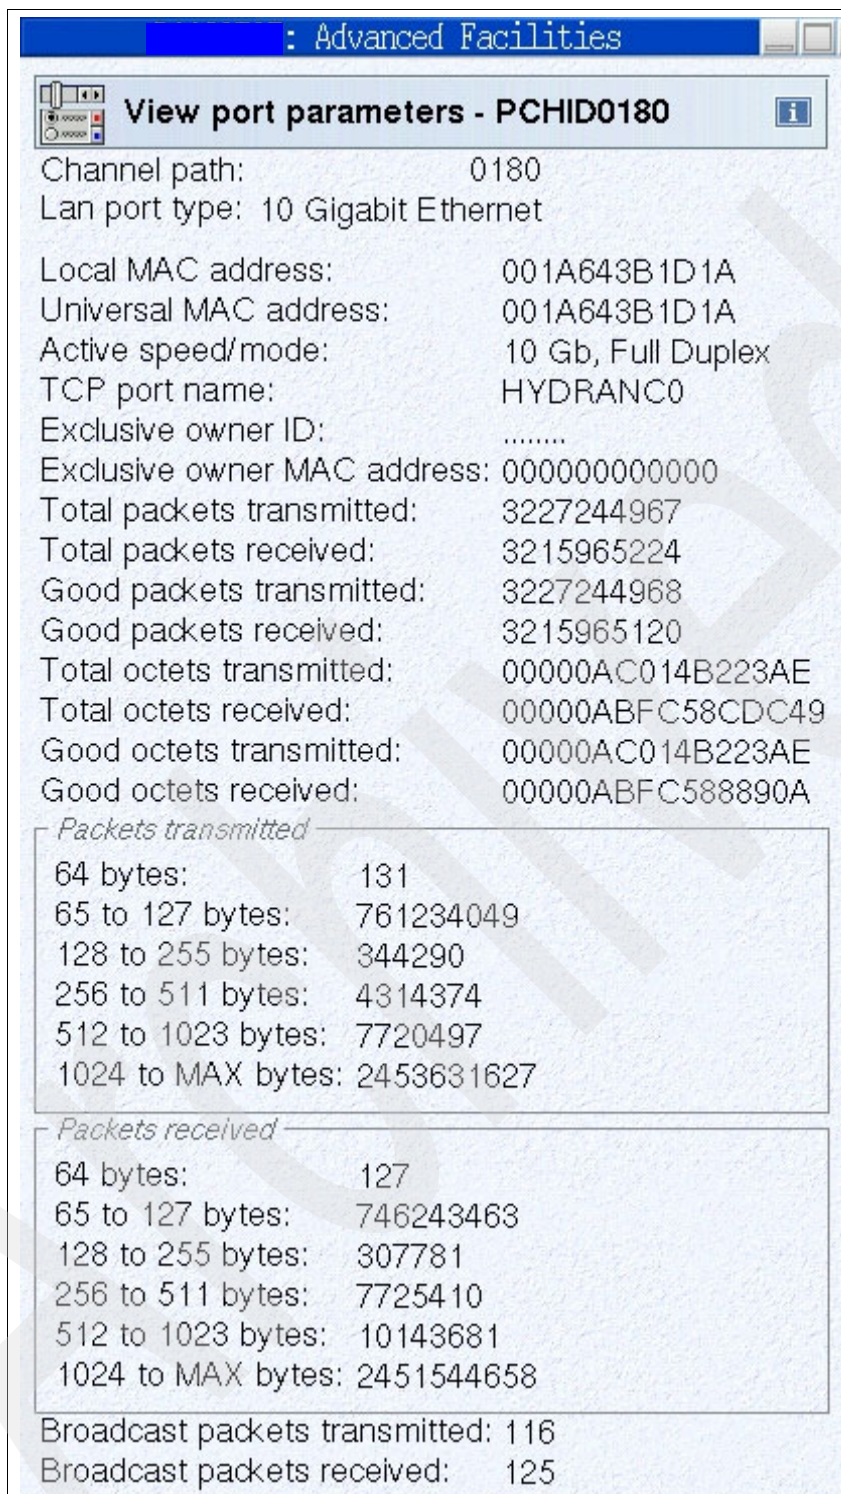 : Advanced Facilities
View port parameters - PCHID0180
Channel path: 0180
Lan port type: 10 Gigabit Ethernet
Local MAC address: 001A643B1D1A
Universal MAC address: 001A643B1D1A
Active speed/mode: 10 Gb, Full Duplex
TCP port name: HYDRANC0
Exclusive owner ID: ........
Exclusive owner MAC address: 000000000000
Total packets transmitted: 3227244967
Total packets received: 3215965224
Good packets transmitted: 3227244968
Good packets received: 3215965120
Total octets transmitted: 00000AC014B223AE
Total octets received: 00000ABFC58CDC49
Good octets transmitted: 00000AC014B223AE
Good octets received: 00000ABFC588890A
Packets transmitted
64 bytes: 131
65 to 127 bytes: 761234049
128 to 255 bytes: 344290
256 to 511 bytes: 4314374
512 to 1023 bytes: 7720497
1024 to MAX bytes: 2453631627
Packets received
64 bytes: 127
65 to 127 bytes: 746243463
128 to 255 bytes: 307781
256 to 511 bytes: 7725410
512 to 1023 bytes: 10143681
1024 to MAX bytes: 2451544658
Broadcast packets transmitted: 116
Broadcast packets received: 125